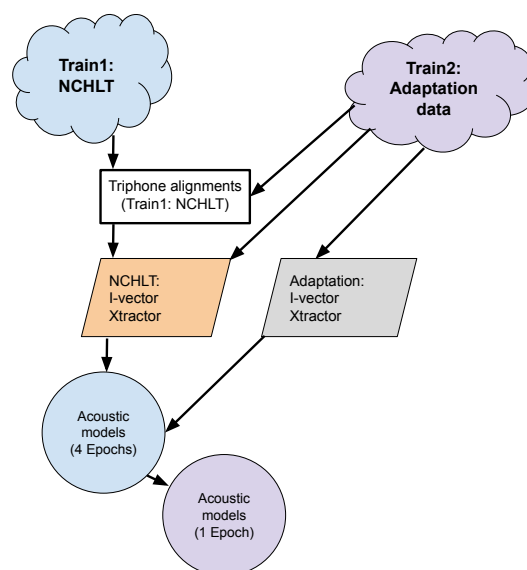 Train1:
NCHLT
Train2:
Adaptation
data
Triphone alignments
(Train1: NCHLT)
NCHLT:
I-vector
Xtractor
Adaptation:
I-vector
Xtractor
Acoustic
models
(4 Epochs)
Acoustic
models
(1 Epoch)